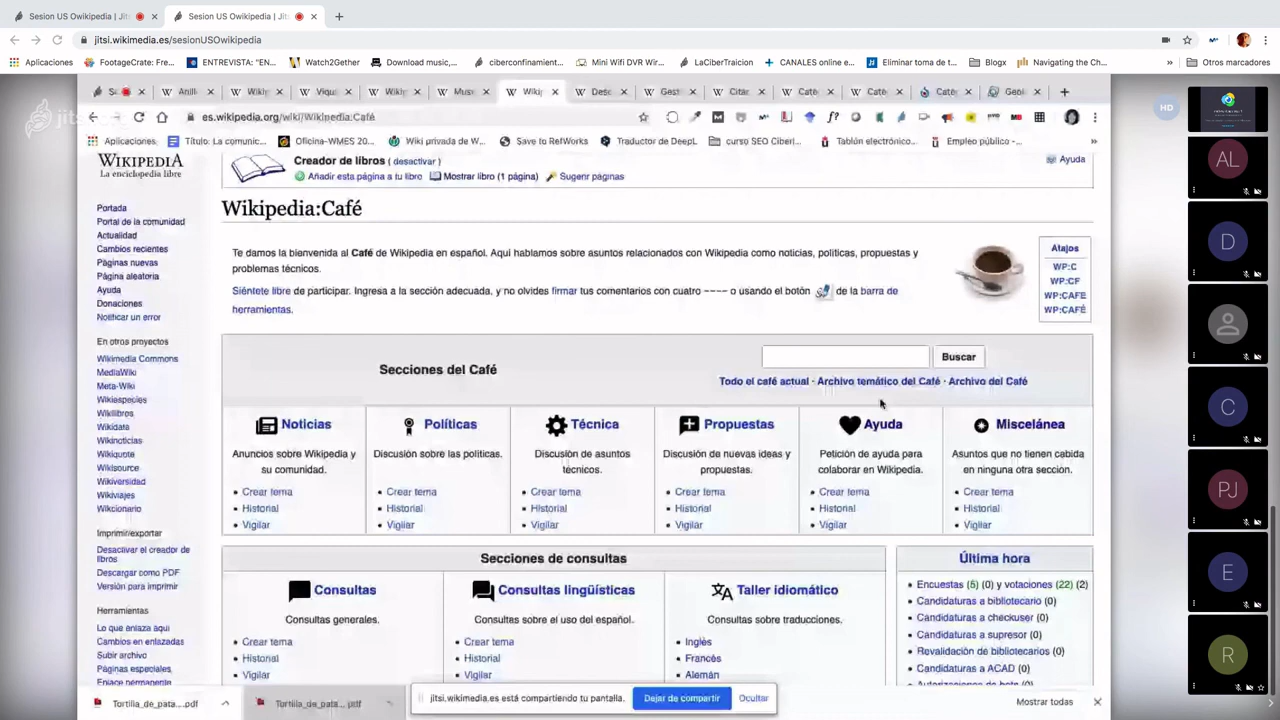 Sesion US Owikipedia | Jits
Sesion US Owikipedia | Jits
jitsi.wikimedia.es/sesionUSOwikipedia
Aplicaciones
FootageCrate: Fre...
ENTREVISTA: "EN...
Watch2Gether
Download music,...
ciberconfinamient...
Mini Wifi DVR Wir...
LaCiberTraicion
CANALES online e...
Eliminar toma de t...
Blogx
Navigating the Ch...
»
Otros marcadores
es.wikipedia.org/wiki/Wikipedia:Café
Aplicaciones
Título: La comunic...
Oficina-WMES 20...
Wiki privada de W...
Save to RefWorks
Traductor de DeepL
curso SEO Ciberl...
Tablón electrónico...
Empleo público -...
»
WIKIPEDIA
La enciclopedia libre
Creador de libros ( desactivar )
Ayuda
Añadir esta página a tu libro Mostrar libro (1 página) Sugerir páginas
Wikipedia:Café
Portada
Portal de la comunidad
Actualidad
Cambios recientes
Páginas nuevas
Página aleatoria
Ayuda
Donaciones
Notificar un error
Te damos la bienvenida al Café de Wikipedia en español. Aquí hablamos sobre asuntos relacionados con Wikipedia como noticias, políticas, propuestas y
problemas técnicos.
Siéntete libre de participar. Ingresa a la sección adecuada, y no olvides firmar tus comentarios con cuatro ~~~~ o usando el botón de la barra de
herramientas.
Atajos
WP:C
WP:CF
WP:CAFE
WP:CAFÉ
En otros proyectos
Wikimedia Commons
MediaWiki
Meta-Wiki
Wikiespecies
Wikilibros
Wikidata
Wikinoticias
Wikiquote
Wikisource
Wikiversidad
Wikiviajes
Wikcionario
Secciones del Café
Buscar
Todo el café actual · Archivo temático del Café · Archivo del Café
Noticias
Anuncios sobre Wikipedia y
su comunidad.
Crear tema
Historial
Vigilar
Políticas
Discusión sobre las políticas.
Crear tema
Historial
Vigilar
Técnica
Discusión de asuntos
técnicos.
Crear tema
Historial
Vigilar
Propuestas
Discusión de nuevas ideas y
propuestas.
Crear tema
Historial
Vigilar
Ayuda
Petición de ayuda para
colaborar en Wikipedia.
Crear tema
Historial
Vigilar
Miscelánea
Asuntos que no tienen cabida
en ninguna otra sección.
Crear tema
Historial
Vigilar
Imprimir/exportar
Desactivar el creador de
libros
Descargar como PDF
Versión para imprimir
Herramientas
Lo que enlaza aquí
Cambios en enlazadas
Subir archivo
Páginas especiales
Enlace permanente
Secciones de consultas
Consultas
Consultas generales.
Crear tema
Historial
Vigilar
Consultas lingüísticas
Consultas sobre el uso del español.
Crear tema
Historial
Vigilar
Taller idiomático
Consultas sobre traducciones.
Inglés
Francés
Alemán
Última hora
Encuestas (5) (0) y votaciones (22) (2)
Candidaturas a bibliotecario (0)
Candidaturas a checkuser (0)
Candidaturas a supresor (0)
Revalidación de bibliotecarios (0)
Candidaturas a ACAD (0)
Autorizaciones de bots (0)
Tortilla_de_pata....pdf
Tortilla_de_pata....pdf
jitsi.wikimedia.es está compartiendo tu pantalla.
Dejar de compartir
Ocultar
Mostrar todas
HD
AL
D
C
PJ
E
R